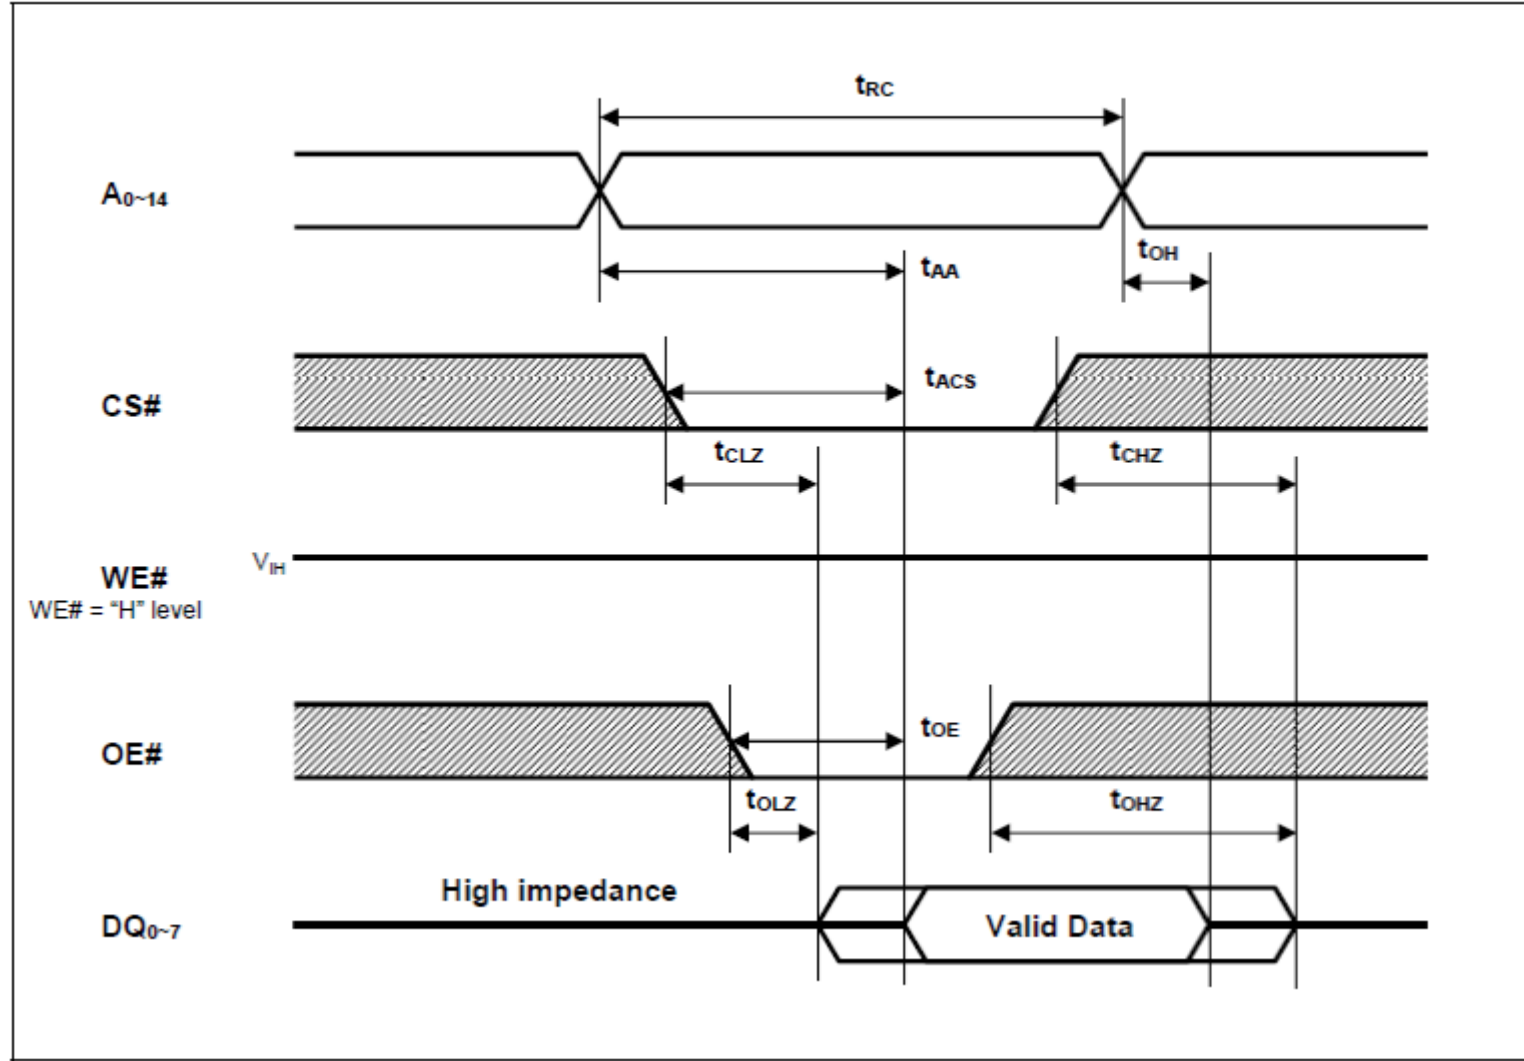 tRC
A0~14
tOH
tAA
tACS
CS#
tCLZ
tCHZ
VIH
WE#
WE# = “H” level
tOE
OE#
tOLZ
tOHZ
High impedance
DQ0~7
Valid Data